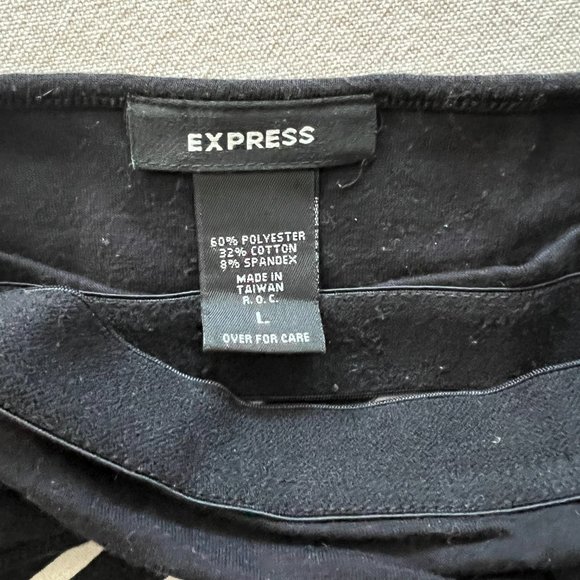 EXPRESS
60% POLYESTER
32% COTTON
8% SPANDEX
MADE IN
TAIWAN
R.O.C.
L
OVER FOR CARE